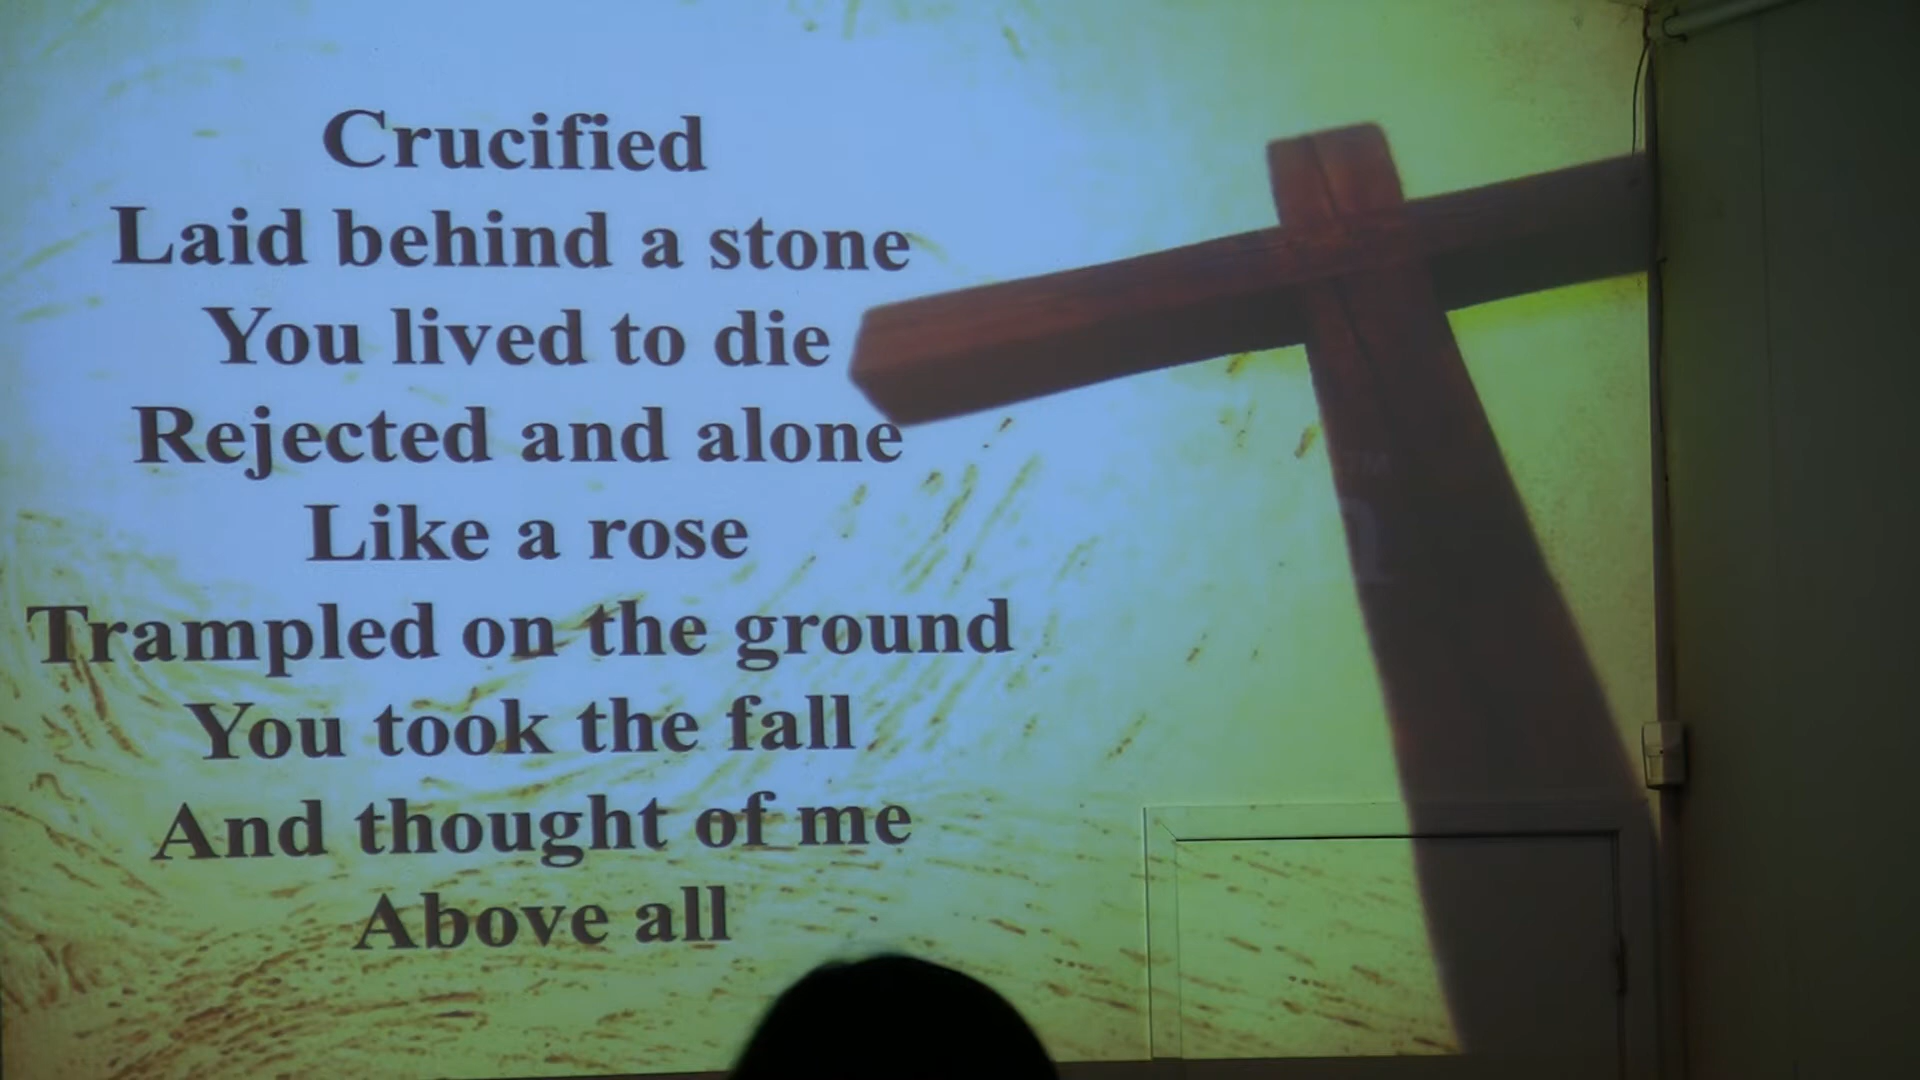 Crucified
Laid behind a stone
You lived to die
Rejected and alone
Like a rose
Trampled on the ground
You took the fall
And thought of me
Above all